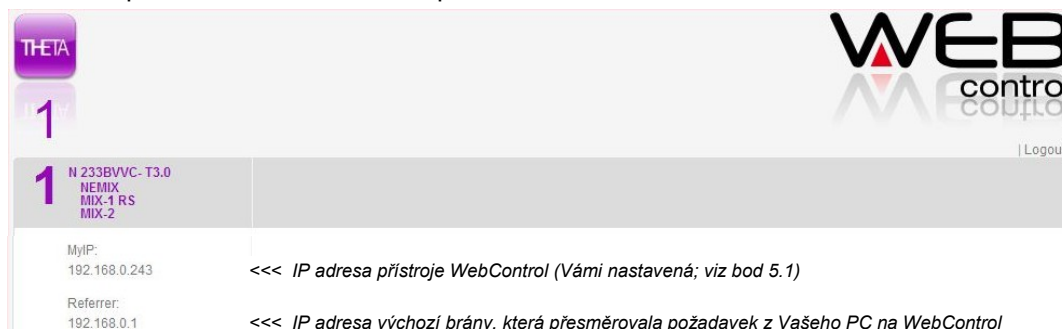 THETA
WEB
contro
1
| Logou
1
N 233BVVC- T3.0
NEMIX
MIX-1 RS
MIX-2
MyIP:
192.168.0.243 <<< IP adresa přístroje WebControl (Vámi nastavená; viz bod 5.1)
Referrer:
192.168.0.1 <<< IP adresa výchozí brány, která přesměrovala požadavek z Vašeho PC na WebControl